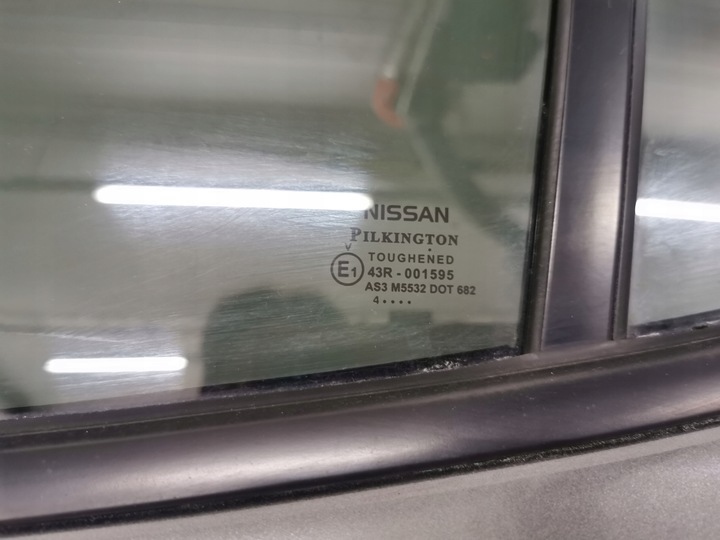 NISSAN
PILKINGTON
TOUGHENED
E1 43R - 001595
AS3 M5532 DOT 682
4 ••••